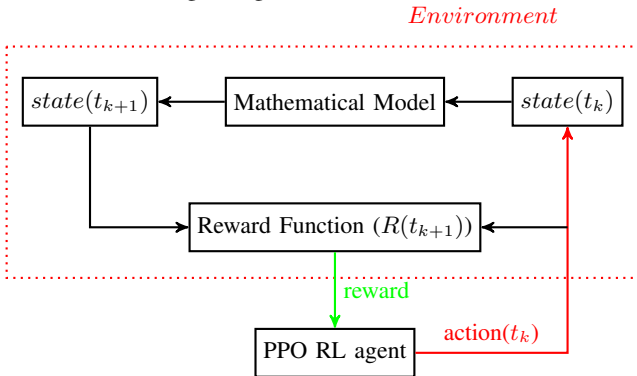 Environment
state(t_{k+1})
Mathematical Model
state(t_k)
Reward Function (R(t_{k+1}))
reward
action(t_k)
PPO RL agent